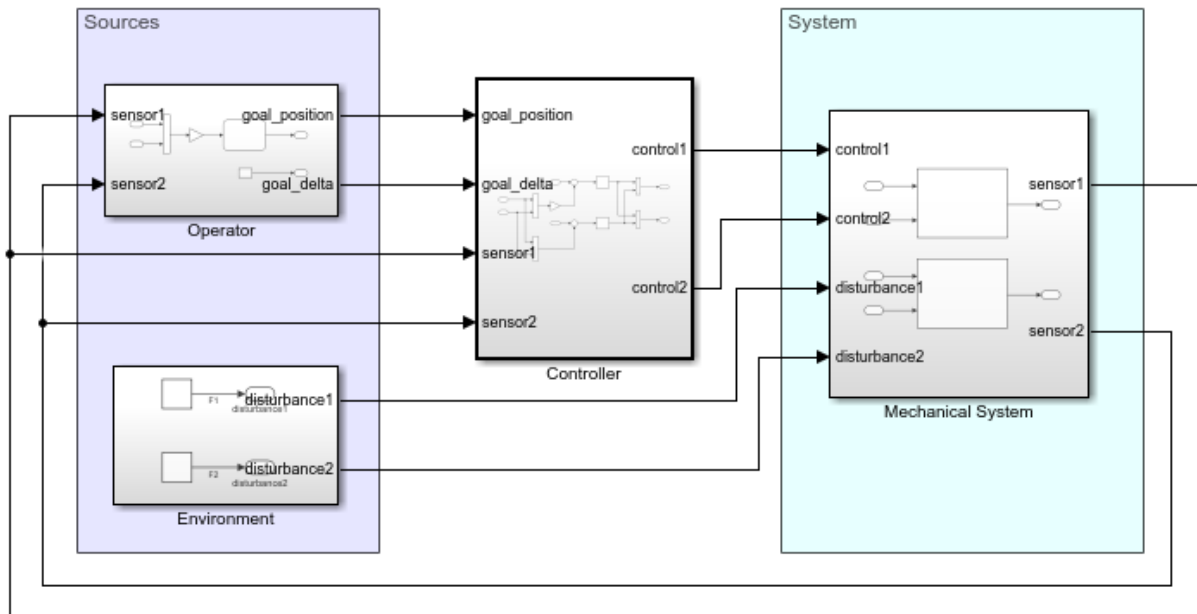 Sources
sensor1
goal_position
sensor2
goal_delta
Operator
disturbance1
F1
disturbance1
disturbance2
F2
disturbance2
Environment
goal_position
control1
goal_delta
sensor1
control2
sensor2
Controller
System
control1
sensor1
control2
disturbance1
sensor2
disturbance2
Mechanical System